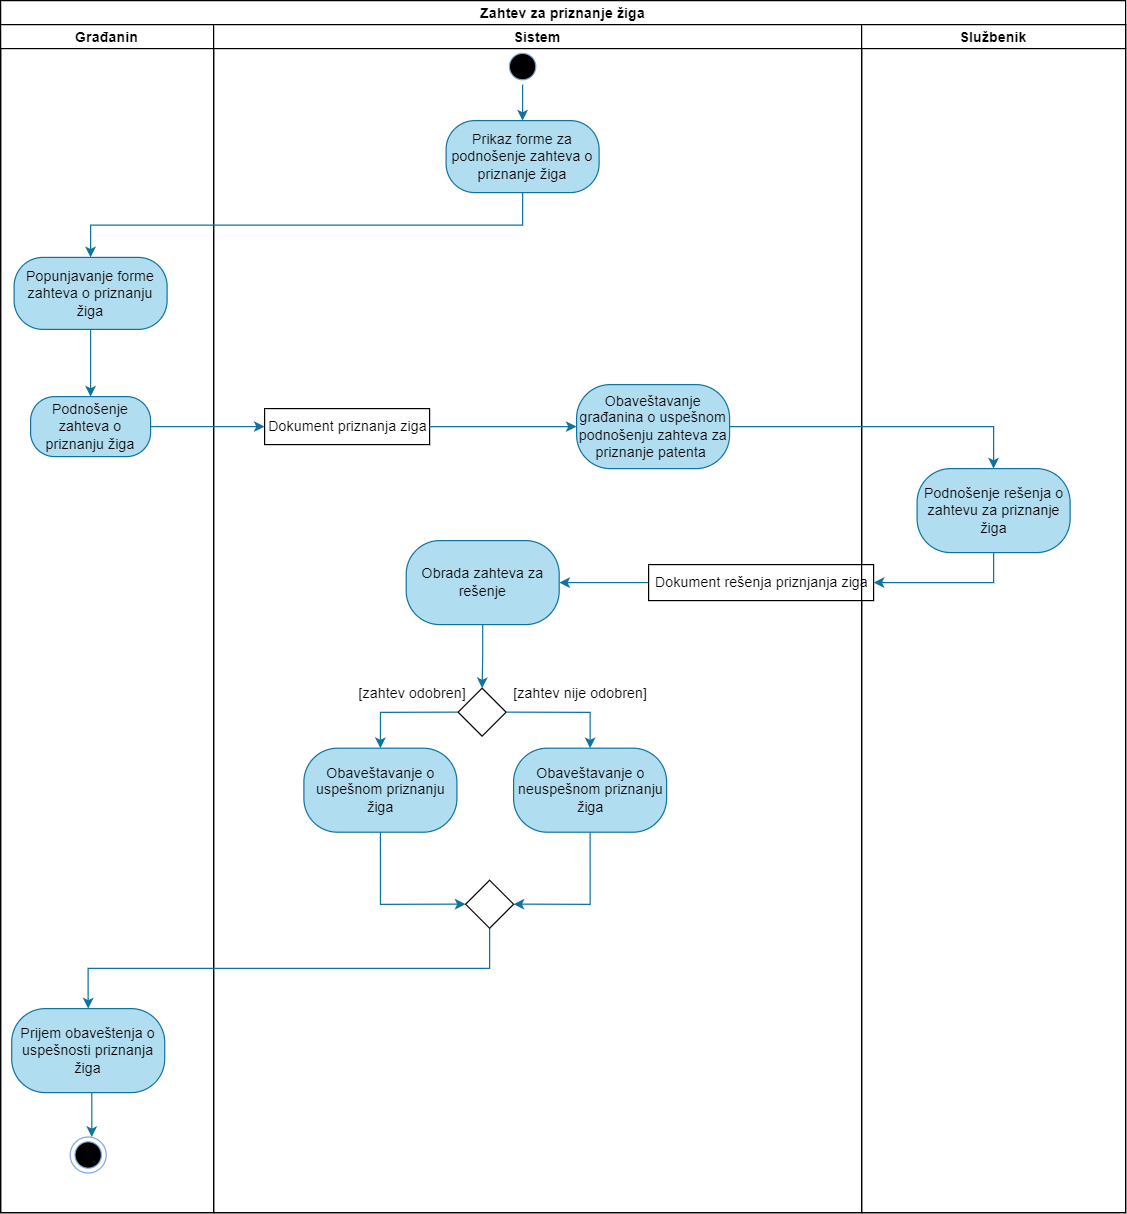 Zahtev za priznanje žiga
Građanin
Sistem
Službenik
Prikaz forme za
podnošenje zahteva o
priznanje žiga
Popunjavanje forme
zahteva o priznanju
žiga
Podnošenje
zahteva o
priznanju žiga
Dokument priznanja ziga
Obaveštavanje
građanina o uspešnom
podnošenju zahteva za
priznanje patenta
Podnošenje rešenja o
zahtevu za priznanje
žiga
Dokument rešenja priznjanja ziga
Obrada zahteva za
rešenje
[zahtev odobren]
[zahtev nije odobren]
Obaveštavanje o
uspešnom priznanju
žiga
Obaveštavanje o
neuspešnom priznanju
žiga
Prijem obaveštenja o
uspešnosti priznanja
žiga